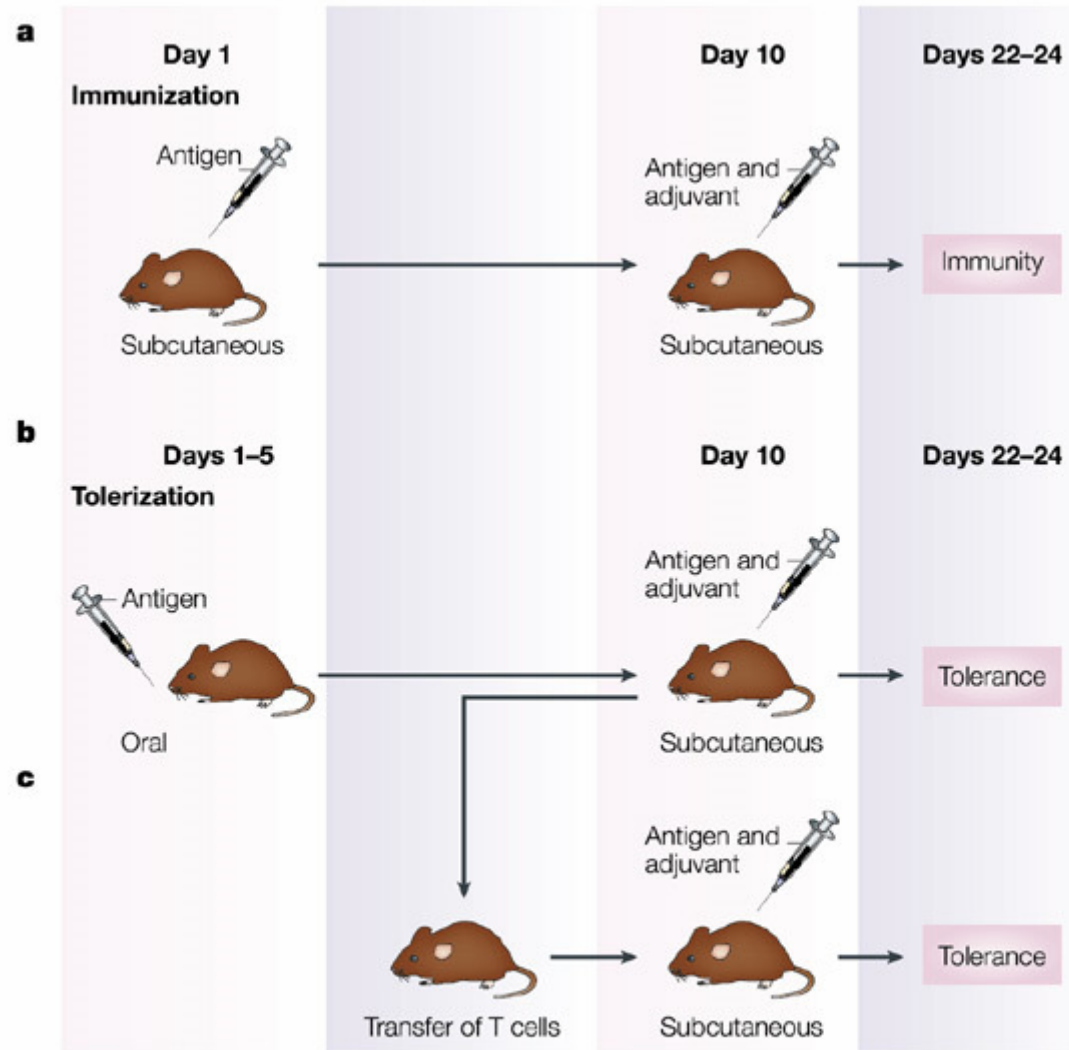 a
Day 1
Day 10
Days 22–24
Immunization
Antigen
Antigen and
adjuvant
Immunity
Subcutaneous
Subcutaneous
b
Days 1–5
Day 10
Days 22–24
Tolerization
Antigen
Antigen and
adjuvant
Tolerance
Oral
Subcutaneous
c
Antigen and
adjuvant
Tolerance
Transfer of T cells
Subcutaneous